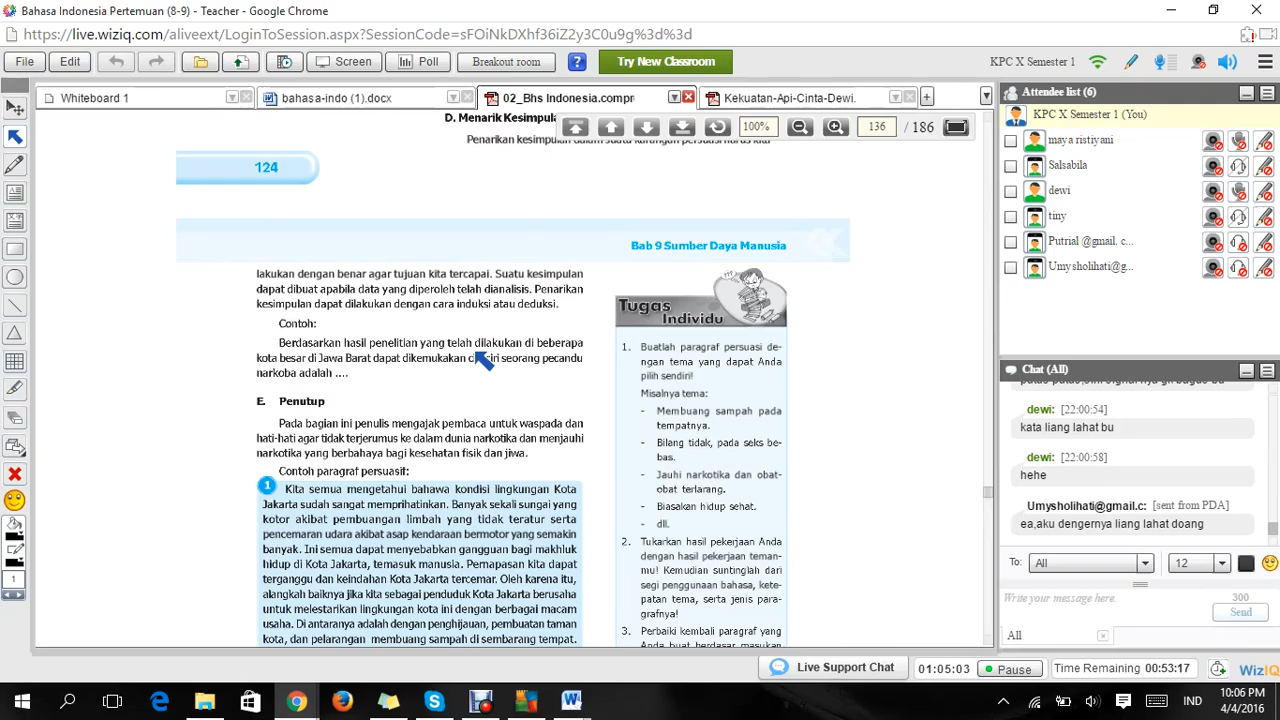 Bahasa Indonesia Pertemuan (8-9) - Teacher - Google Chrome
https://live.wiziq.com/aliveext/LoginToSession.aspx?SessionCode=sFOiNkDXhf36iZ2y3C0u9g%3d%3d
File Edit Screen Poll Breakout room ? Try New Classroom KPC X Semester 1
Whiteboard 1 bahasa-indo (1).docx 02_Bhs Indonesia.compr Kekuatan-Api-Cinta-Dewi.
100% 136 / 186
D. Menarik Kesimpula
Penarikan kesimpulan dalam suatu karangan persuasi harus kita
124
Bab 9 Sumber Daya Manusia
lakukan dengan benar agar tujuan kita tercapai. Suatu kesimpulan
dapat dibuat apabila data yang diperoleh telah dianalisis. Penarikan
kesimpulan dapat dilakukan dengan cara induksi atau deduksi.
Contoh:
Berdasarkan hasil penelitian yang telah dilakukan di beberapa
kota besar di Jawa Barat dapat dikemukakan seorang pecandu
narkoba adalah ....
E. Penutup
Pada bagian ini penulis mengajak pembaca untuk waspada dan
hati-hati agar tidak terjerumus ke dalam dunia narkotika dan menjauhi
narkotika yang berbahaya bagi kesehatan fisik dan jiwa.
Contoh paragraf persuasif:
1 Kita semua mengetahui bahawa kondisi lingkungan Kota
Jakarta sudah sangat memprihatinkan. Banyak sekali sungai yang
kotor akibat pembuangan limbah yang tidak teratur serta
pencemaran udara akibat asap kendaraan bermotor yang semakin
banyak. Ini semua dapat menyebabkan gangguan bagi makhluk
hidup di Kota Jakarta, temasuk manusia. Pernapasan kita dapat
terganggu dan keindahan Kota Jakarta tercemar. Oleh karena itu,
alangkah baiknya jika kita sebagai penduduk Kota Jakarta berusaha
untuk melestarikan lingkungan kota ini dengan berbagai macam
usaha. Di antaranya adalah dengan penghijauan, pembuatan taman
kota, dan pelarangan membuang sampah di sembarang tempat.
Tugas
Individu
1. Buatlah paragraf persuasi de-
ngan tema yang dapat Anda
pilih sendiri!
Misalnya tema:
- Membuang sampah pada
tempatnya.
- Bilang tidak, pada seks be-
bas.
- Jauhi narkotika dan obat-
obat terlarang.
- Biasakan hidup sehat.
- dll.
2. Tukarkan hasil pekerjaan Anda
dengan hasil pekerjaan teman-
mu! Kemudian suntinglah dari
segi penggunaan bahasa, kete-
patan tema, serta jenis para-
grafnya!
3. Perbaiki kembali paragraf yang
Anda buat berdasar masukan
Attendee list (6)
KPC X Semester 1 (You)
maya ristiyani
Salsabila
dewi
tiny
Putrial @gmail. c...
Umysholihati@g...
Chat (All)
dewi: [22:00:54]
kata liang lahat bu
dewi: [22:00:58]
hehe
Umysholihati@gmail.c: [sent from PDA]
ea,aku dengernya liang lahat doang
To: All 12
Write your message here. 300
Send
All
1
Live Support Chat 01:05:03 Pause Time Remaining 00:53:17 WizIQ
IND 10:06 PM
4/4/2016